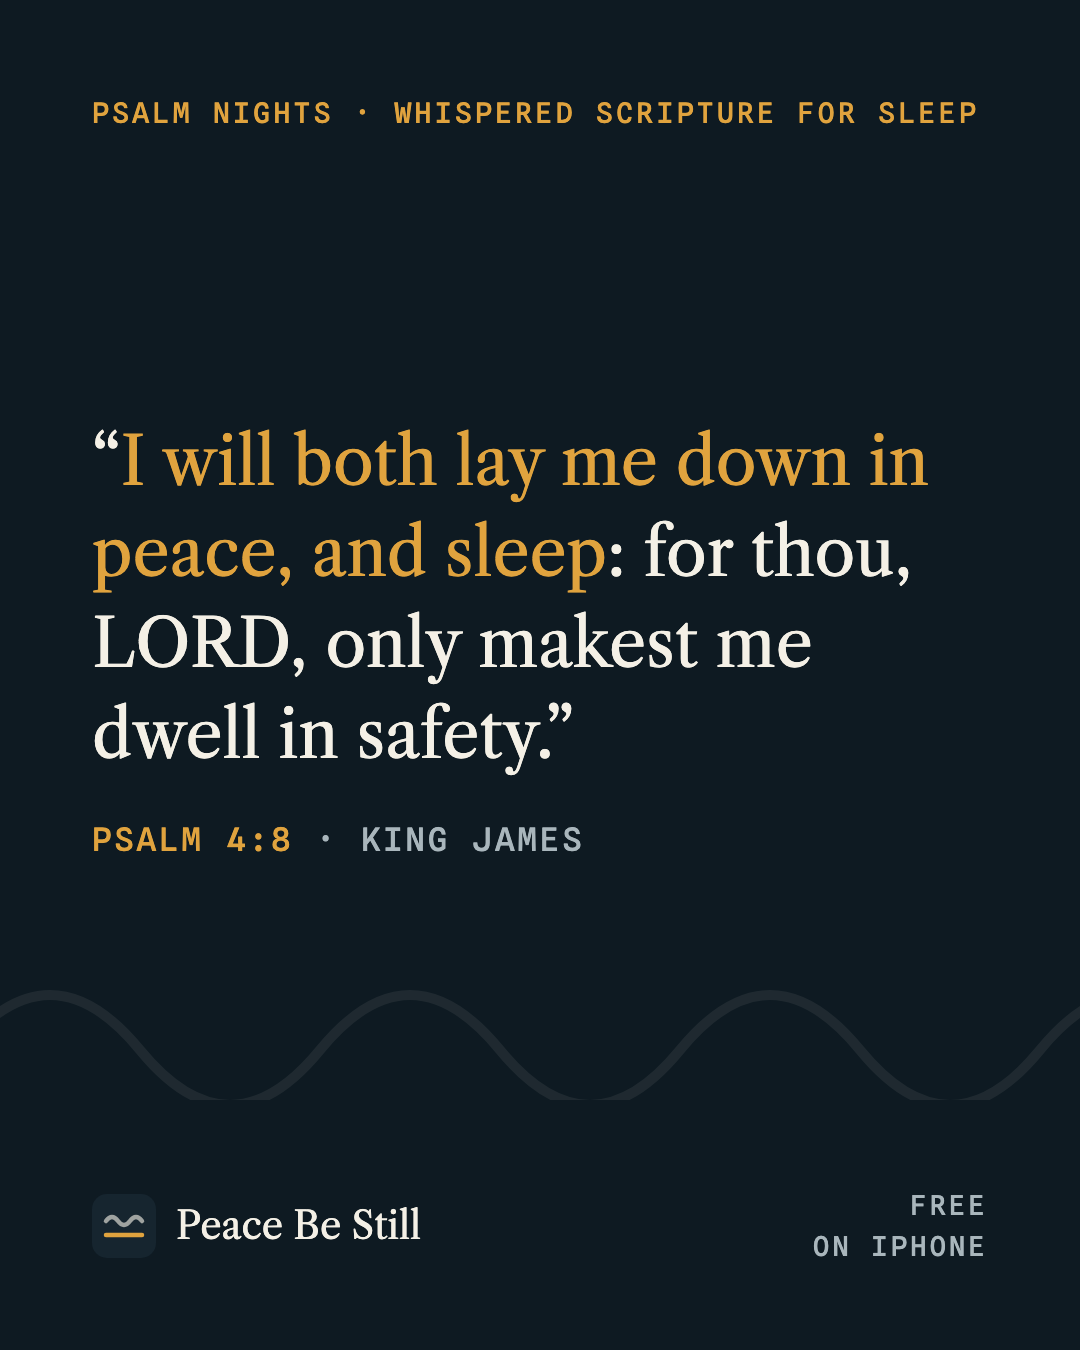 PSALM NIGHTS · WHISPERED SCRIPTURE FOR SLEEP
“I will both lay me down in
peace, and sleep: for thou,
LORD, only makest me
dwell in safety.”
PSALM 4:8 · KING JAMES
Peace Be Still
FREE
ON IPHONE